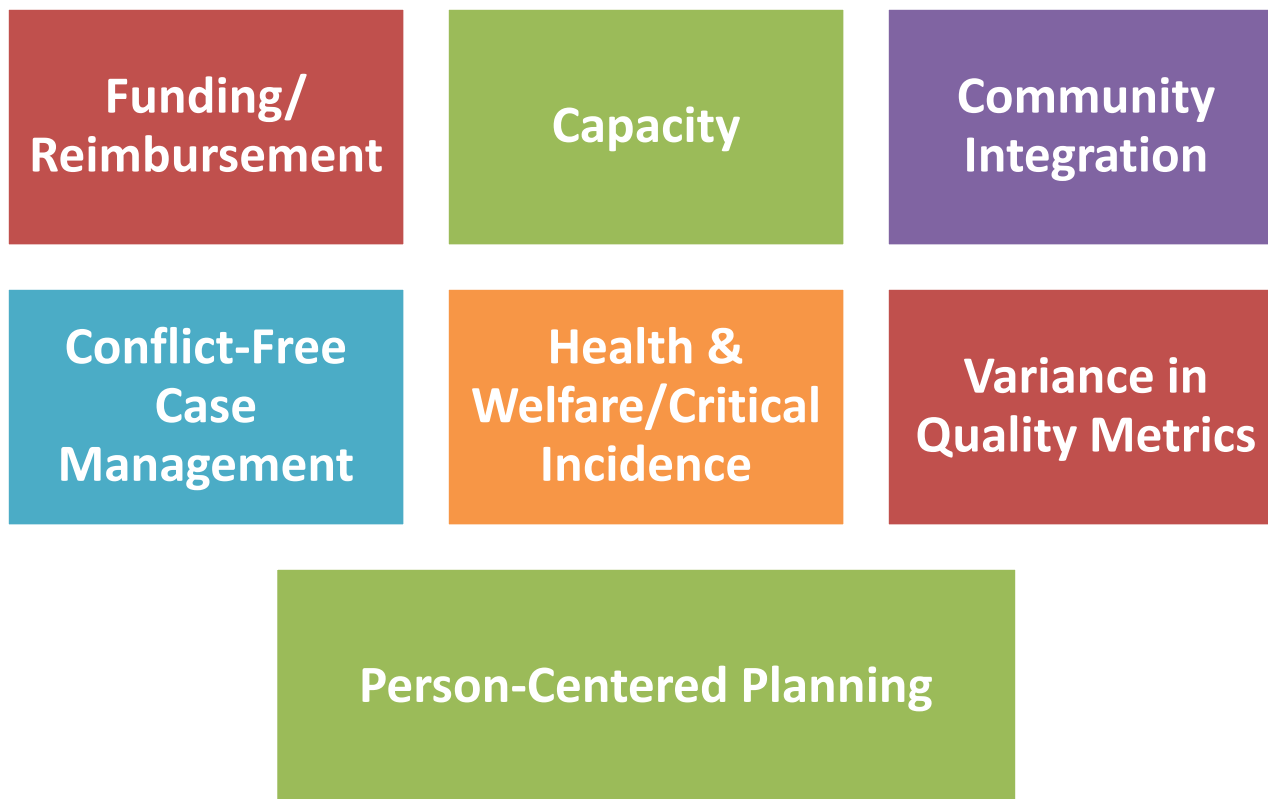 Funding/
Reimbursement
Capacity
Community
Integration
Conflict-Free
Case
Management
Health &
Welfare/Critical
Incidence
Variance in
Quality Metrics
Person-Centered Planning